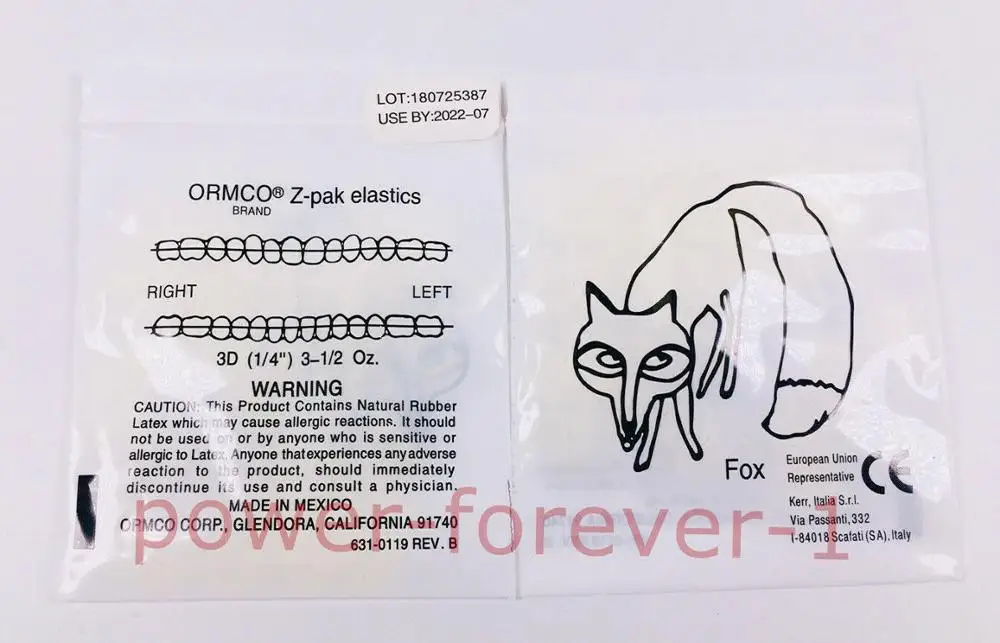 LOT:180725387
USE BY:2022-07
ORMCO® Z-pak elastics
BRAND
RIGHT LEFT
3D (1/4") 3-1/2 Oz.
WARNING
CAUTION: This Product Contains Natural Rubber
Latex which may cause allergic reactions. It should
not be used on or by anyone who is sensitive or
allergic to Latex. Anyone that experiences any adverse
reaction to the product, should immediately
discontinue its use and consult a physician.
MADE IN MEXICO
ORMCO CORP., GLENDORA, CALIFORNIA 91740
631-0119 REV. B
Fox
European Union
Representative
CE
Kerr, Italia S.r.l.
Via Passanti, 332
I-84018 Scafati (SA), Italy
power-forever-1